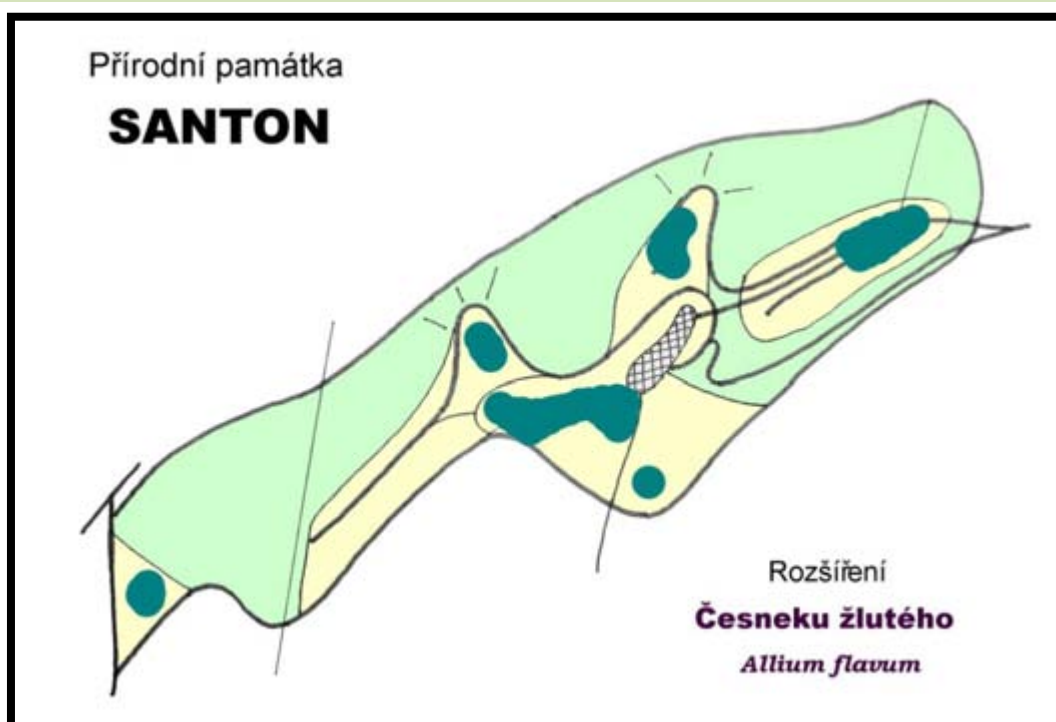 Přírodní památka
SANTON
Rozšíření
Česneku žlutého
Allium flavum